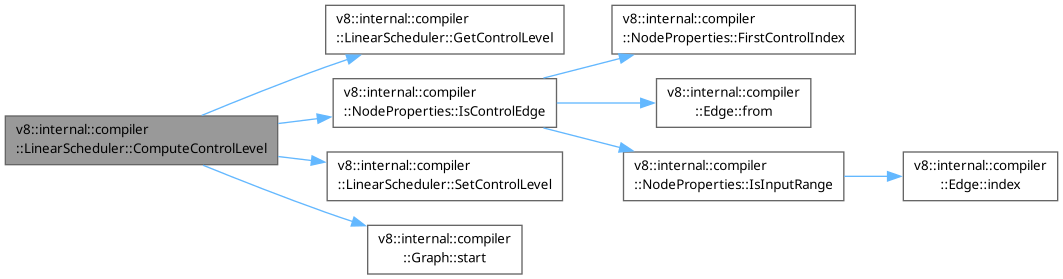 v8::internal::compiler
::LinearScheduler::ComputeControlLevel
v8::internal::compiler
::LinearScheduler::GetControlLevel
v8::internal::compiler
::NodeProperties::IsControlEdge
v8::internal::compiler
::LinearScheduler::SetControlLevel
v8::internal::compiler
::Graph::start
v8::internal::compiler
::NodeProperties::FirstControlIndex
v8::internal::compiler
::Edge::from
v8::internal::compiler
::NodeProperties::IsInputRange
v8::internal::compiler
::Edge::index